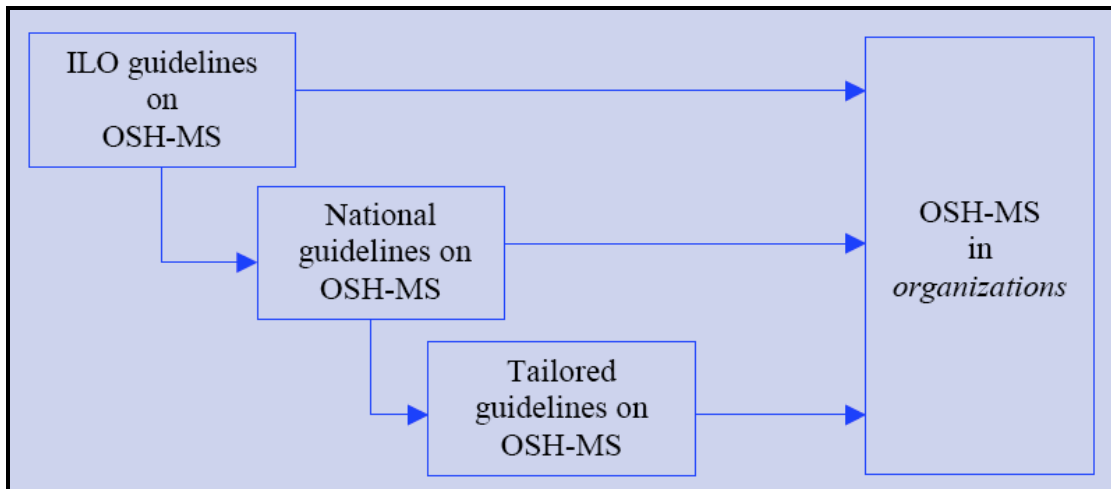 ILO guidelines
on
OSH-MS
National
guidelines on
OSH-MS
Tailored
guidelines on
OSH-MS
OSH-MS
in
organizations